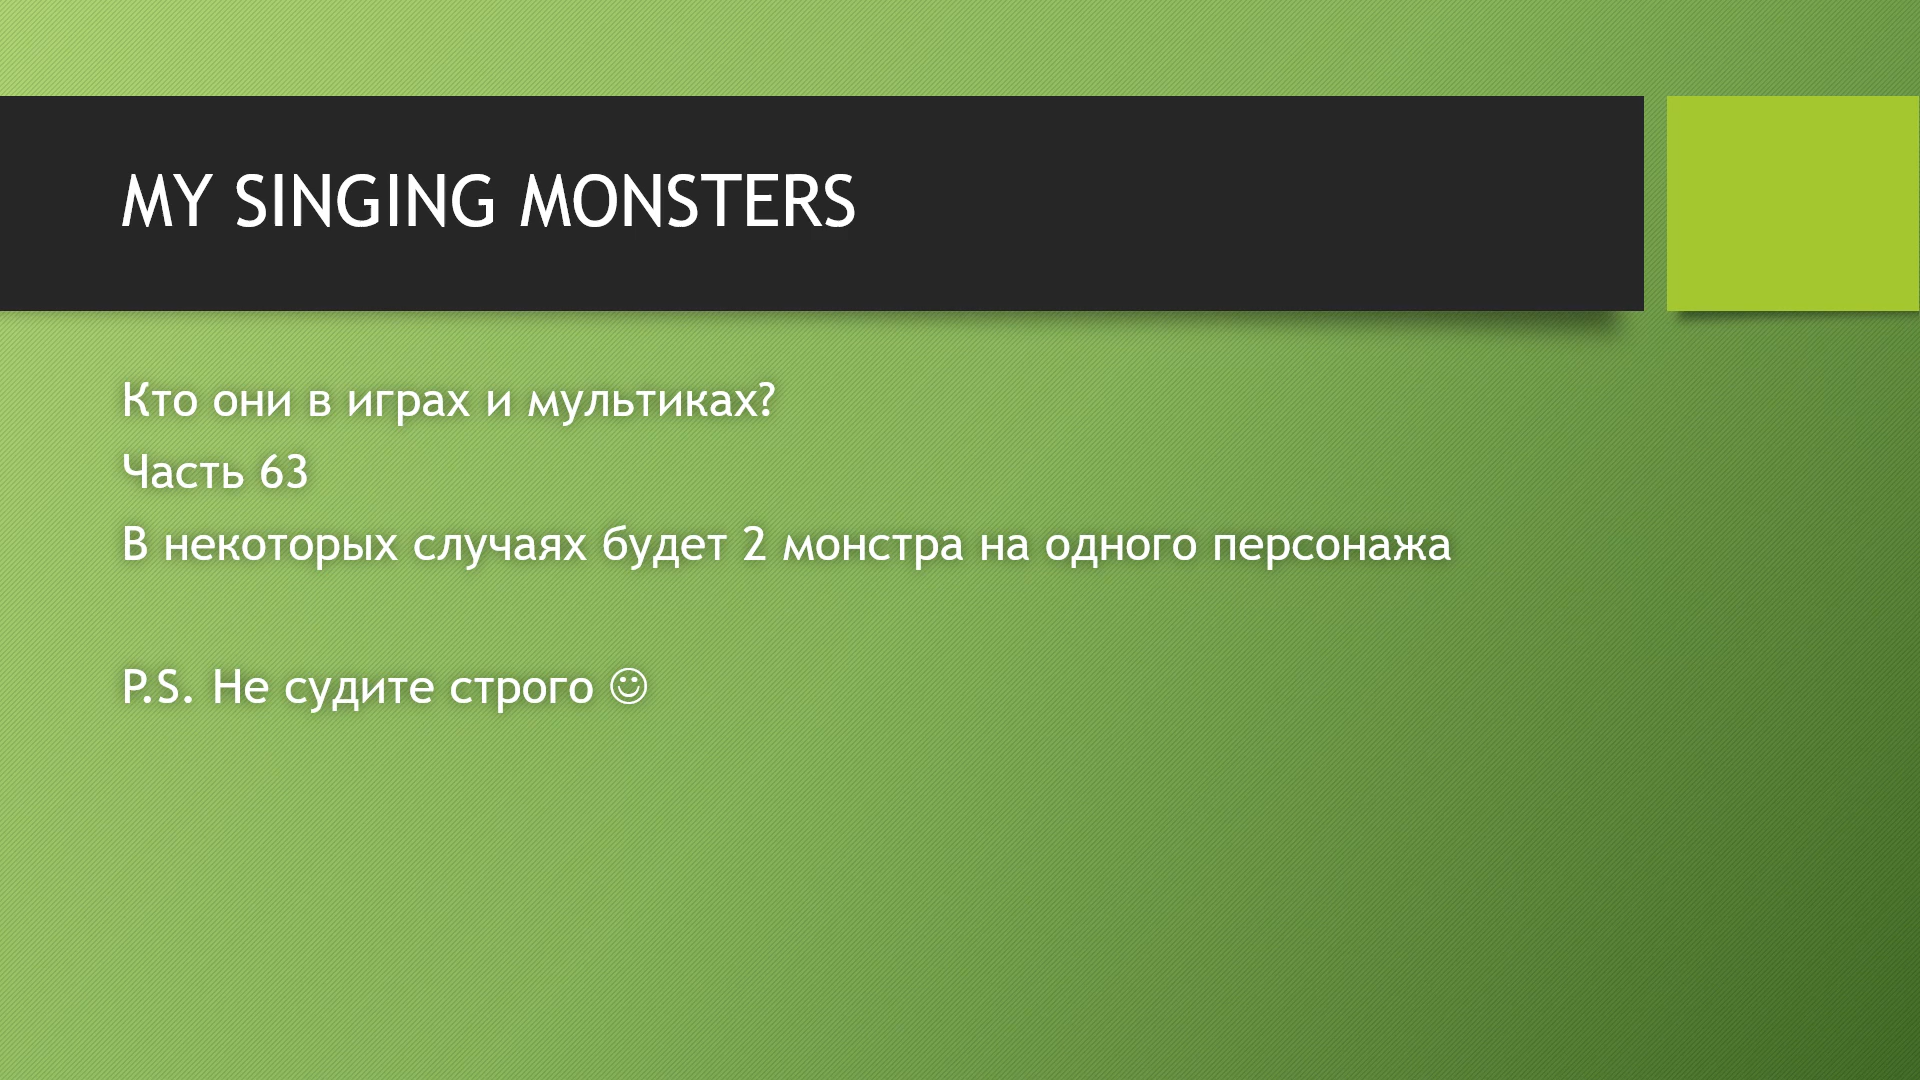 MY SINGING MONSTERS
Кто они в играх и мультиках?
Часть 63
В некоторых случаях будет 2 монстра на одного персонажа
P.S. Не судите строго ☺